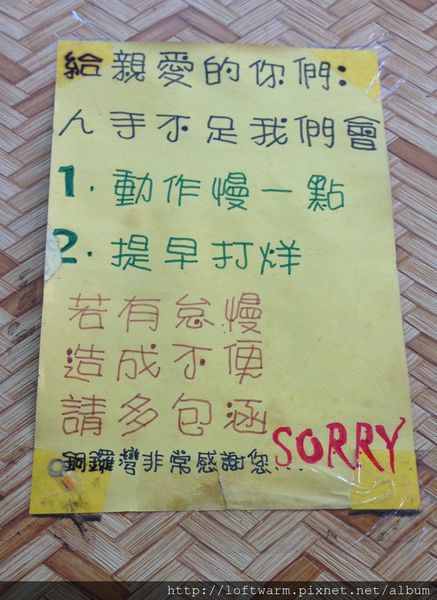 給親愛的你們:
人手不足我們會
1. 動作慢一點
2. 提早打烊
若有怠慢
造成不便
請多包涵
SORRY
銅鑼灣非常感謝您...
http://loftwarm.pixnet.net/album